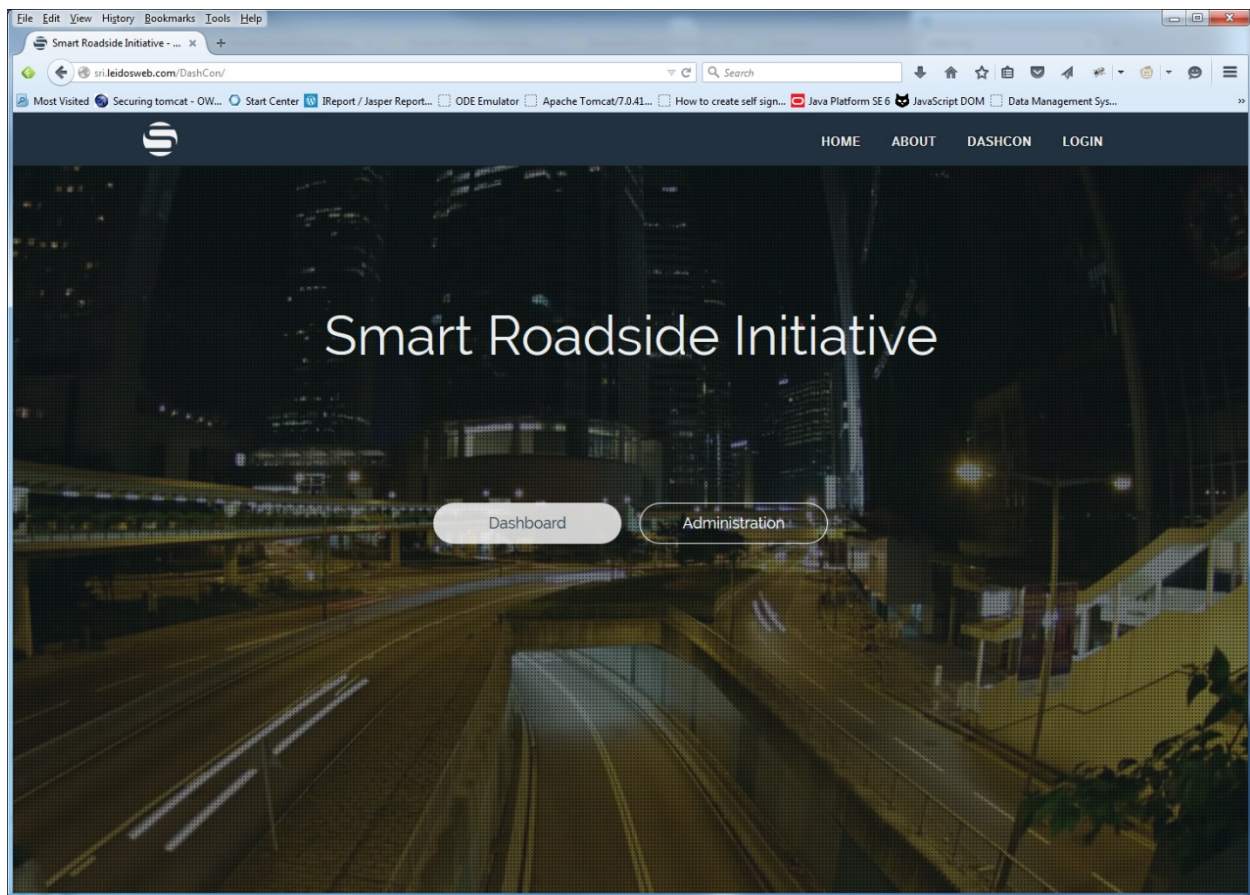 File Edit View History Bookmarks Tools Help
Smart Roadside Initiative - ... × +
sri.leidosweb.com/DashCon/ Search
Most Visited Securing tomcat - OW... Start Center IReport / Jasper Report... ODE Emulator Apache Tomcat/7.0.41... How to create self sign... Java Platform SE 6 JavaScript DOM Data Management Sys... »
HOME ABOUT DASHCON LOGIN
Smart Roadside Initiative
Dashboard Administration